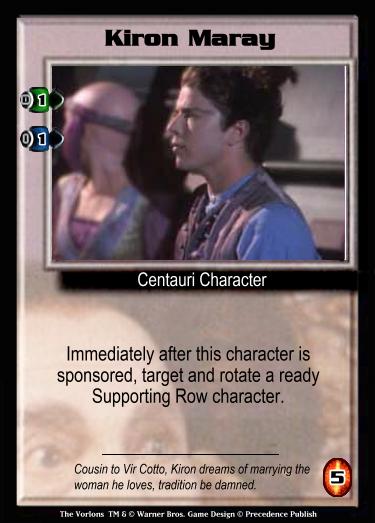 Kiron Maray
D 1
D 1
Centauri Character
Immediately after this character is
sponsored, target and rotate a ready
Supporting Row character.
Cousin to Vir Cotto, Kiron dreams of marrying the
woman he loves, tradition be damned.
5
The Vorlons TM & © Warner Bros. Game Design © Precedence Publish